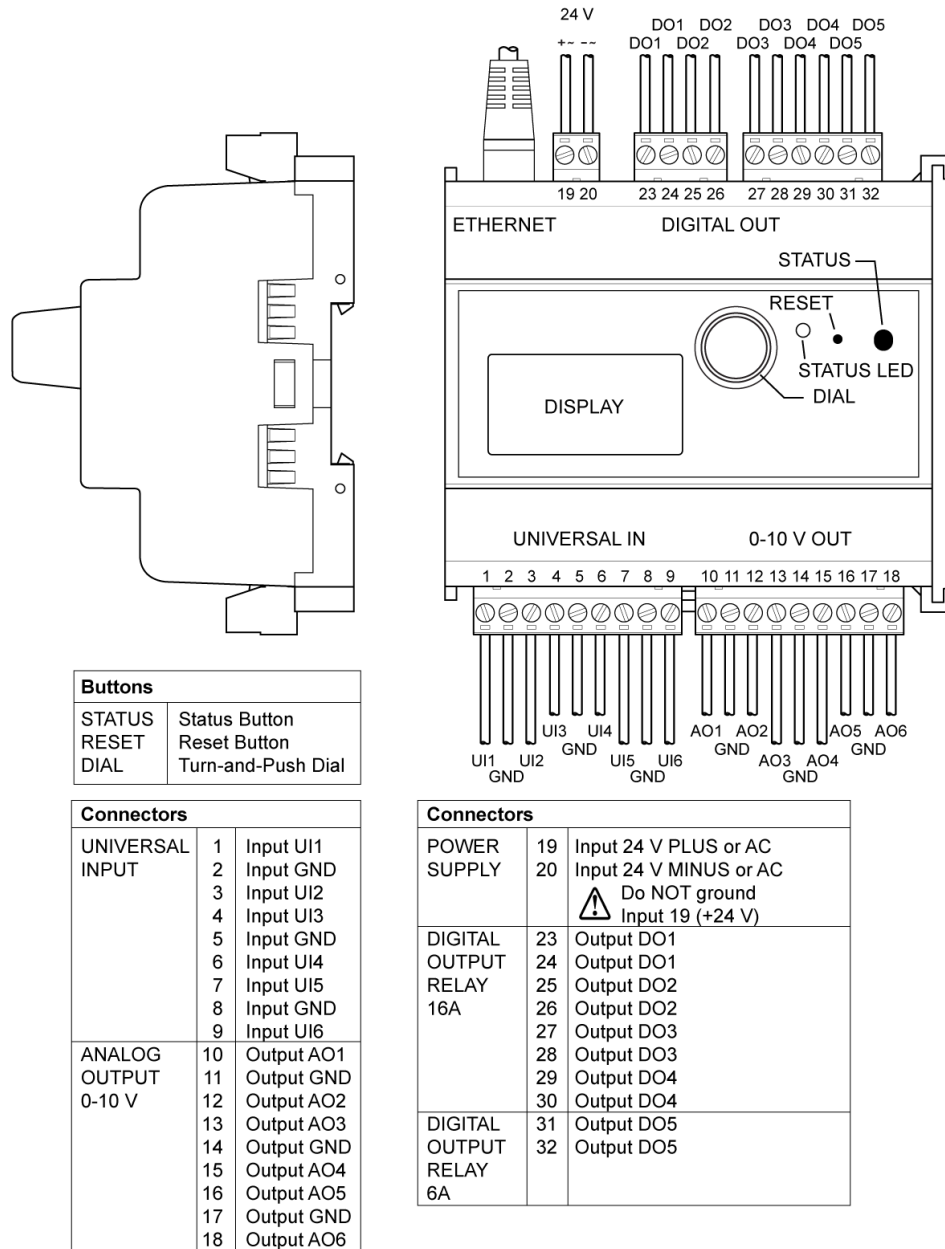 24 V
DO1 DO2 DO3 DO4 DO5
+~ -~ DO1 DO2 DO3 DO4 DO5
19 20 23 24 25 26 27 28 29 30 31 32
ETHERNET DIGITAL OUT
STATUS
RESET
STATUS LED
DIAL
DISPLAY
UNIVERSAL IN 0-10 V OUT
1 2 3 4 5 6 7 8 9 10 11 12 13 14 15 16 17 18
UI3 UI4 AO1 AO2 AO5 AO6
GND GND GND
UI1 UI2 UI5 UI6 AO3 AO4
GND GND GND
Buttons
STATUS Status Button
RESET Reset Button
DIAL Turn-and-Push Dial
Connectors
UNIVERSAL 1 Input UI1
INPUT 2 Input GND
3 Input UI2
4 Input UI3
5 Input GND
6 Input UI4
7 Input UI5
8 Input GND
9 Input UI6
ANALOG 10 Output AO1
OUTPUT 11 Output GND
0-10 V 12 Output AO2
13 Output AO3
14 Output GND
15 Output AO4
16 Output AO5
17 Output GND
18 Output AO6
Connectors
POWER 19 Input 24 V PLUS or AC
SUPPLY 20 Input 24 V MINUS or AC
Do NOT ground
Input 19 (+24 V)
DIGITAL 23 Output DO1
OUTPUT 24 Output DO1
RELAY 25 Output DO2
16A 26 Output DO2
27 Output DO3
28 Output DO3
29 Output DO4
30 Output DO4
DIGITAL 31 Output DO5
OUTPUT 32 Output DO5
RELAY
6A